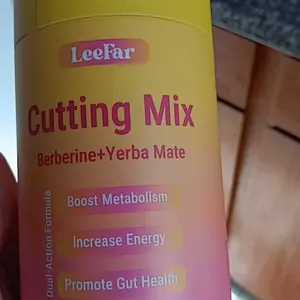 LeeFar
Cutting Mix
Berberine+Yerba Mate
Boost Metabolism
Increase Energy
Promote Gut Health
Dual-Action Formula